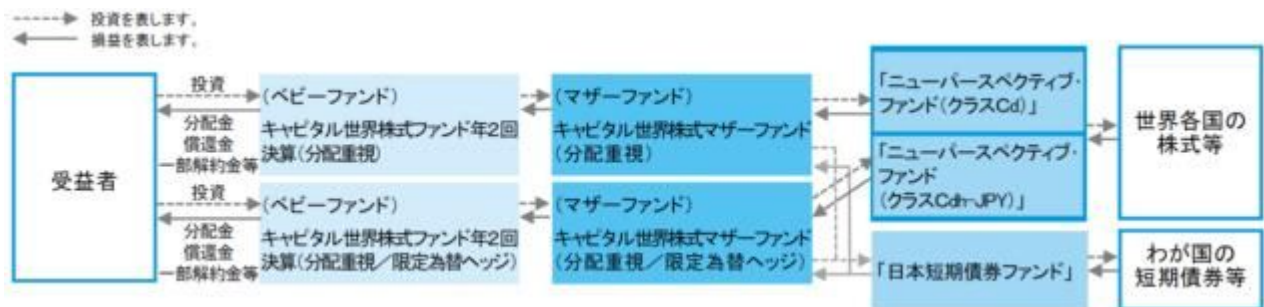 投資を表します。
損益を表します。
受益者
投資
分配金
償還金
一部解約金等
投資
分配金
償還金
一部解約金等
(ベビーファンド)
キャピタル世界株式ファンド年2回
決算(分配重視)
(ベビーファンド)
キャピタル世界株式ファンド年2回
決算(分配重視/限定為替ヘッジ)
(マザーファンド)
キャピタル世界株式マザーファンド
(分配重視)
(マザーファンド)
キャピタル世界株式マザーファンド
(分配重視/限定為替ヘッジ)
「ニューパースペクティブ・
ファンド(クラスCd)」
「ニューパースペクティブ・
ファンド
(クラスCdh-JPY)」
「日本短期債券ファンド」
世界各国の
株式等
わが国の
短期債券等